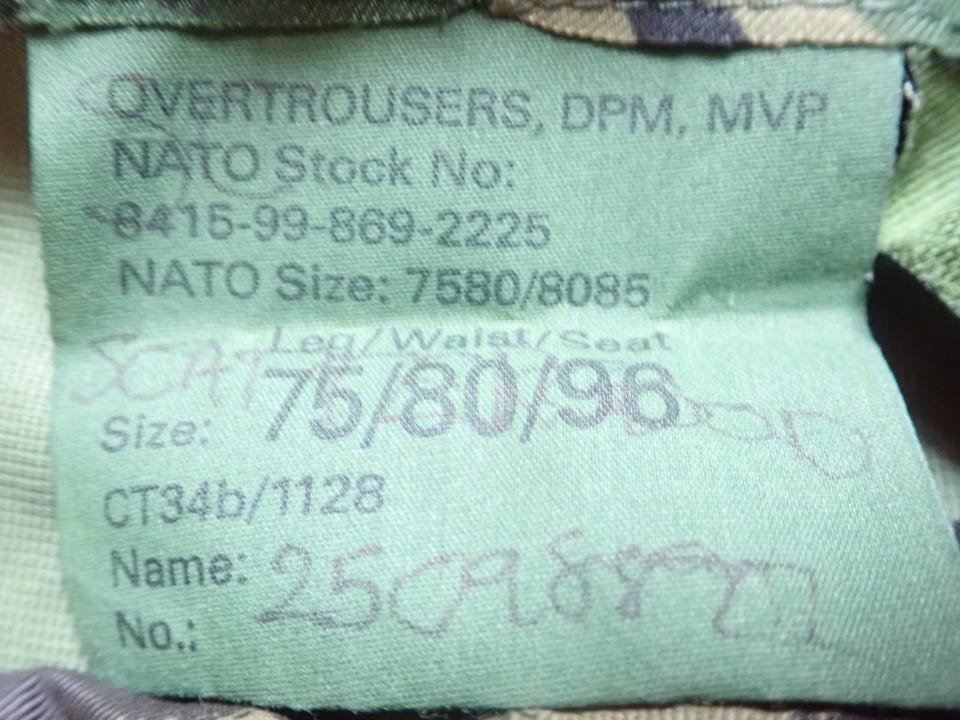 OVERTROUSERS, DPM, MVP
NATO Stock No:
8415-99-869-2225
NATO Size: 7580/8085
Leg/Waist/Seat
Size: 75/80/96
CT34b/1128
Name:
No.: